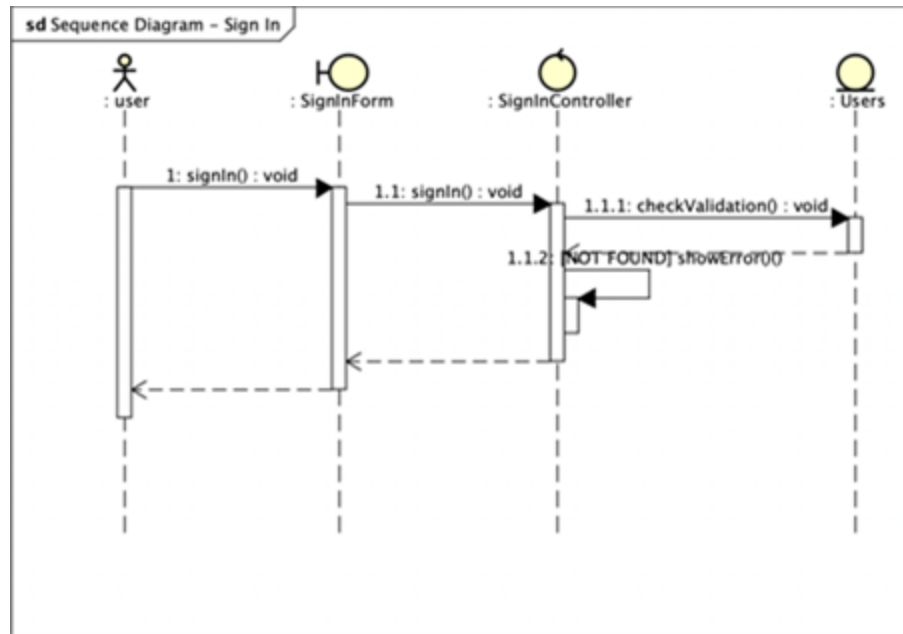 sd Sequence Diagram - Sign In
: user
: SignInForm
: SignInController
: Users
1: signIn() : void
1.1: signIn() : void
1.1.1: checkValidation() : void
1.1.2: [NOT FOUND] showError()()